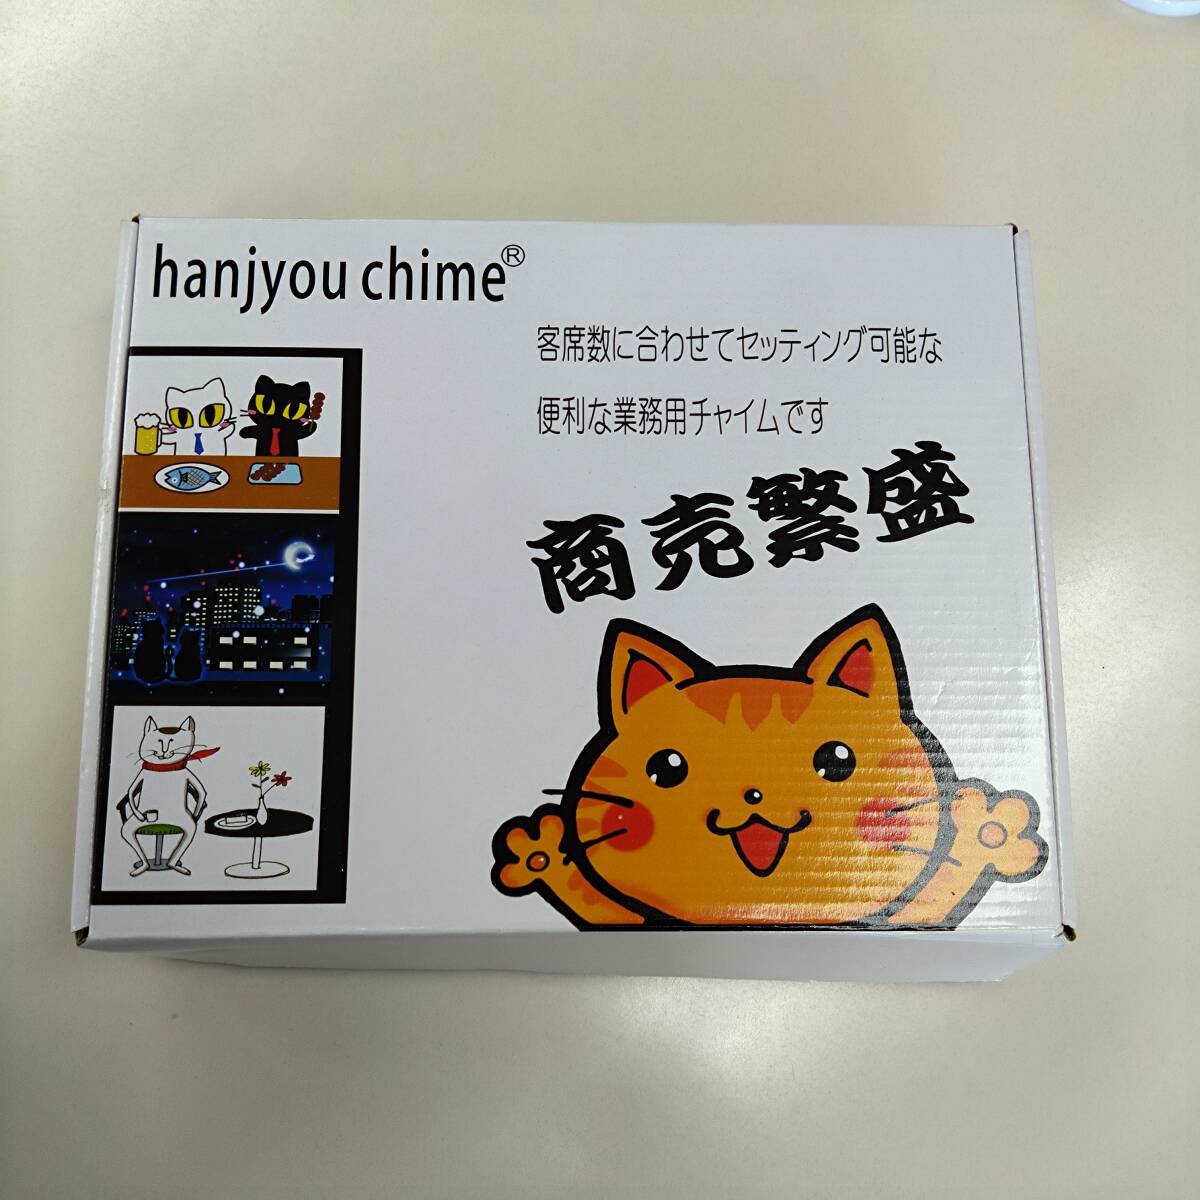 hanjyou chime®
客席数に合わせてセッティング可能な
便利な業務用チャイムです
商売繁盛